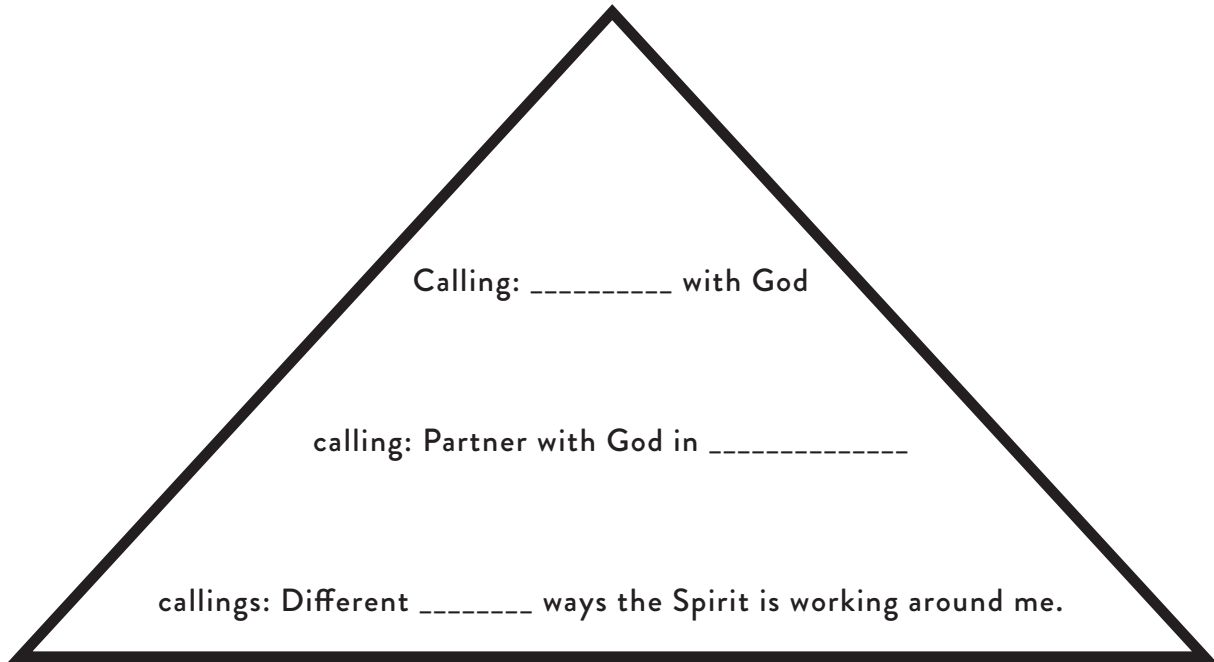 Calling: __________ with God
calling: Partner with God in ______________
callings: Different ________ ways the Spirit is working around me.